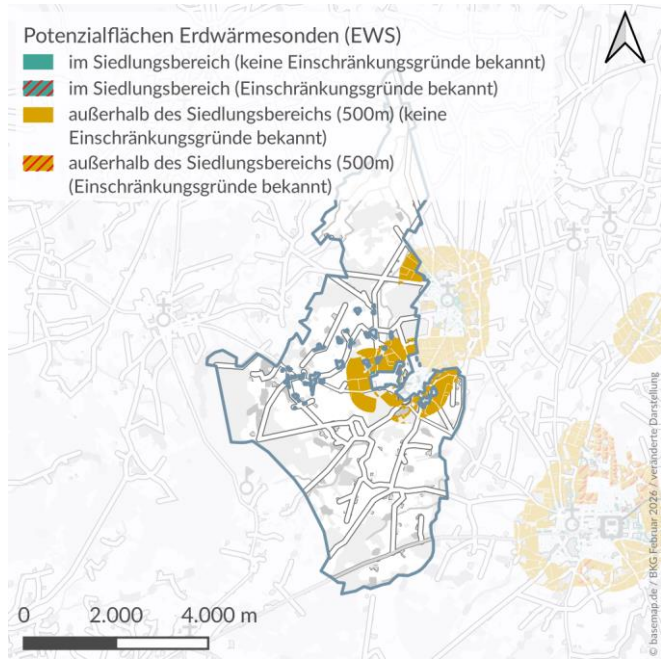 Potenzialflächen Erdwärmesonden (EWS)
im Siedlungsbereich (keine Einschränkungsgründe bekannt)
im Siedlungsbereich (Einschränkungsgründe bekannt)
außerhalb des Siedlungsbereichs (500m) (keine
Einschränkungsgründe bekannt)
außerhalb des Siedlungsbereichs (500m)
(Einschränkungsgründe bekannt)
0 2.000 4.000 m
© basemap.de / BKG Februar 2026 / veränderte Darstellung